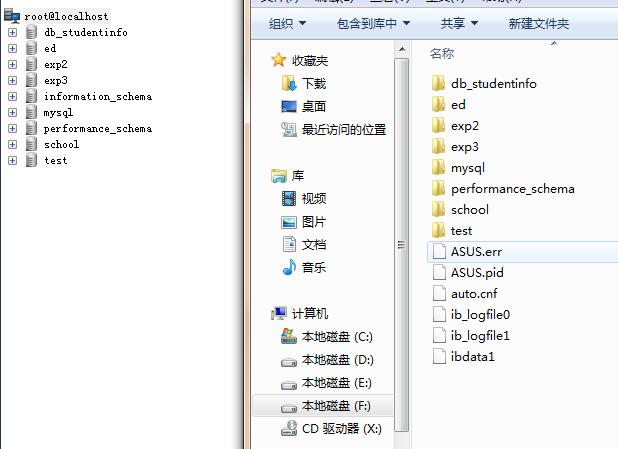 root@localhost
db_studentinfo
ed
exp2
exp3
information_schema
mysql
performance_schema
school
test
组织
包含到库中
共享
新建文件夹
收藏夹
下载
桌面
最近访问的位置
库
视频
图片
文档
音乐
计算机
本地磁盘 (C:)
本地磁盘 (D:)
本地磁盘 (E:)
本地磁盘 (F:)
CD 驱动器 (X:)
名称
db_studentinfo
ed
exp2
exp3
mysql
performance_schema
school
test
ASUS.err
ASUS.pid
auto.cnf
ib_logfile0
ib_logfile1
ibdata1